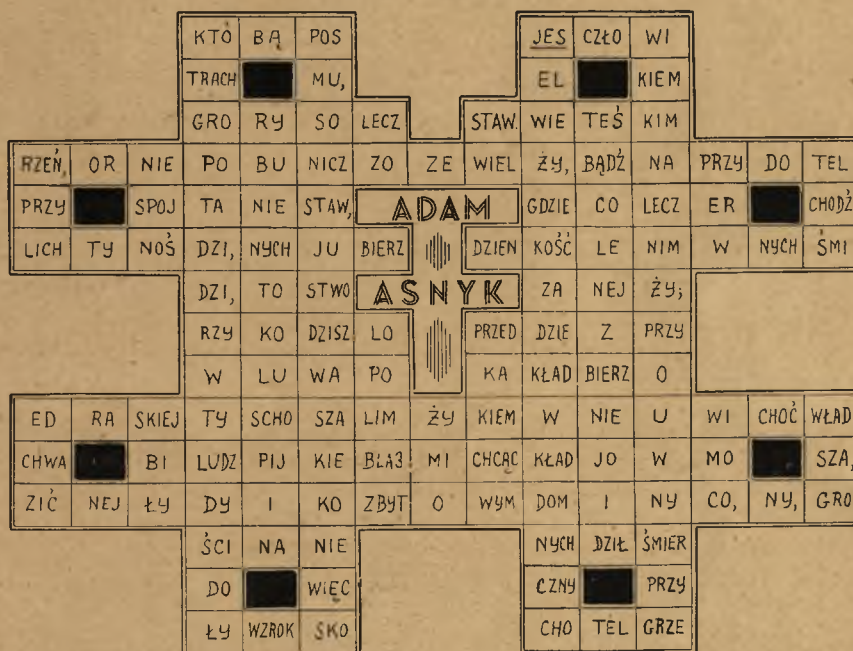 KTÓ BĄ POS JES CZŁO WI
TRACH MU, EL KIEM
GRO RY SO LECZ STAW. WIE TEŚ KIM
RZEŃ, OR NIE PO BU NICZ ZO ZE WIEL ŻY, BĄDŹ NA PRZY DO TEL
PRZY SPOJ TA NIE STAW, ADAM GDZIE CO LECZ ER CHODŹ
LICH TY NOŚ DZI, NYCH JU BIERZ DZIEN KOŚĆ LE NIM W NYCH ŚMI
DZI, TO STWO ASNYK ZA NEJ ŻY;
RZY KO DZISZ LO PRZED DZIE Z PRZY
W LU WA PO KA KŁAD BIERZ O
ED RA SKIEJ TY SCHO SZA LIM ŻY KIEM W NIE U WI CHOĆ WŁAD
CHWA BI LUDZ PIJ KIE BLAS MI CHCĄC KŁAD JO W MO SZA,
ZIĆ NEJ ŁY DY I KO ZBYT O WYM DOM I NY CO, NY, GRO
ŚCI NA NIE NYCH DZIŁ ŚMIER
DO WIĘC CZNY PRZY
ŁY WZROK SKO CHO TEL GRZE